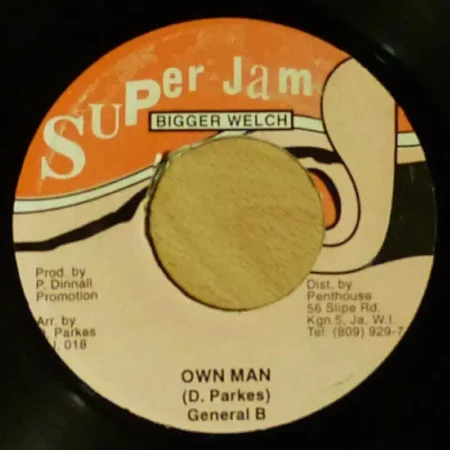 Super Jam
BIGGER WELCH
Prod. by
P. Dinnall
Promotion
Arr. by
Parkes
018
Dist. by
Penthouse
56 Slipe Rd.
Kgn 5, Ja, W.I.
Tel. (809) 929-7
OWN MAN
(D. Parkes)
General B